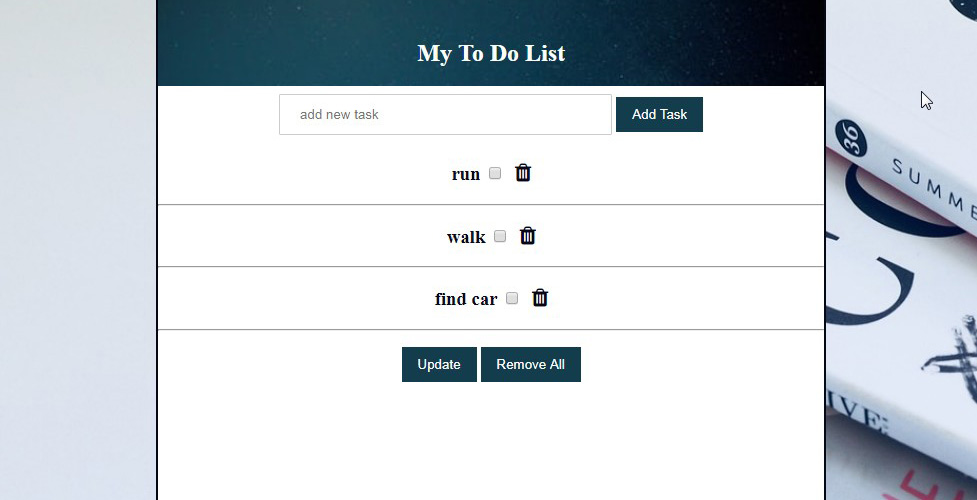 My To Do List
add new task
Add Task
run
walk
find car
Update Remove All
36
SUMME
IVE: